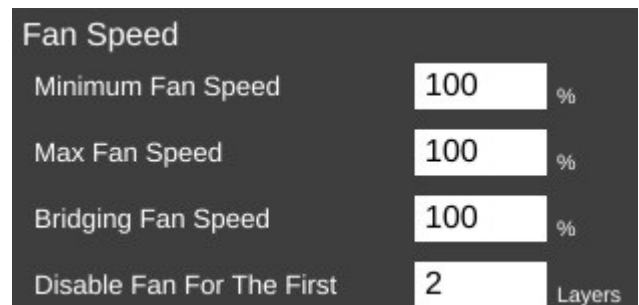 Fan Speed
Minimum Fan Speed 100 %
Max Fan Speed 100 %
Bridging Fan Speed 100 %
Disable Fan For The First 2 Layers